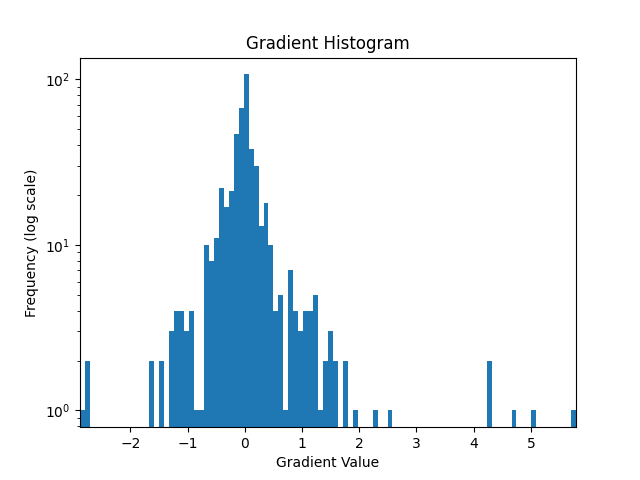 Gradient Histogram
Frequency (log scale)
10²
10¹
10⁰
−2 −1 0 1 2 3 4 5
Gradient Value